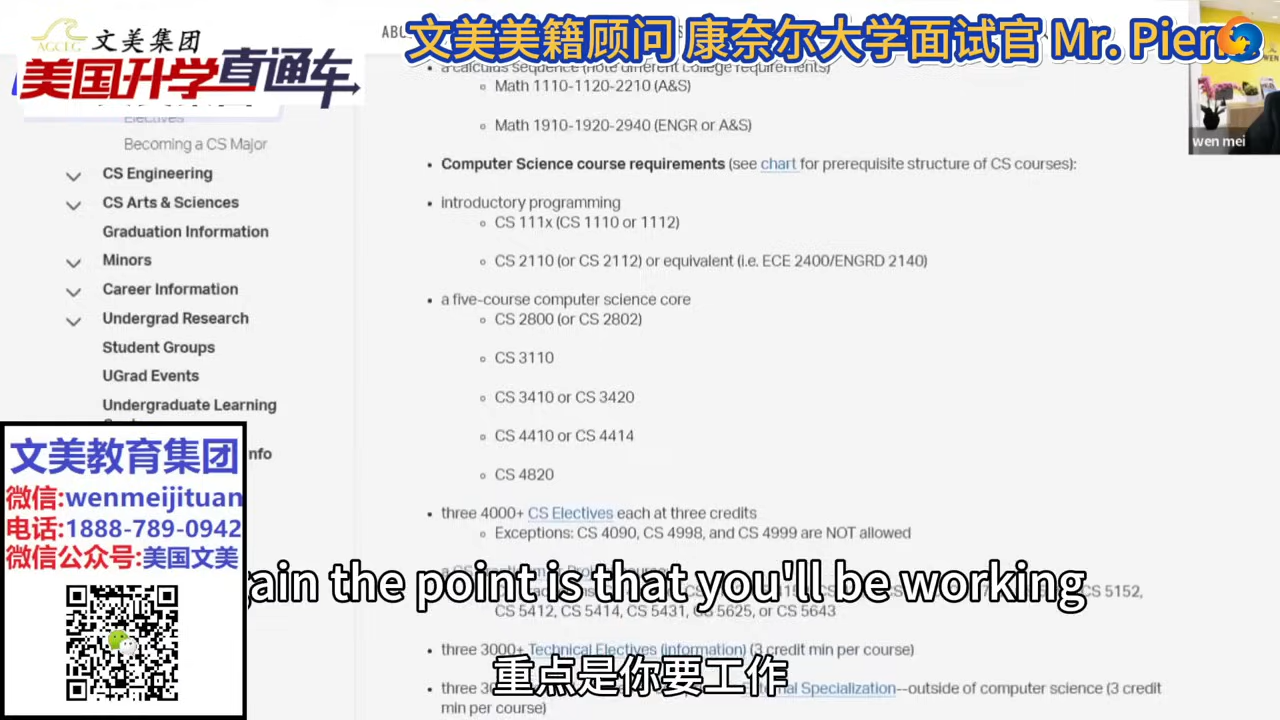 文美美籍顾问 康奈尔大学面试官 Mr. Pierre
AGCEG 文美集团
美国升学直通车
a calculus sequence (note different college requirements)
Math 1110-1120-2210 (A&S)
Math 1910-1920-2940 (ENGR or A&S)
Computer Science course requirements (see chart for prerequisite structure of CS courses):
introductory programming
CS 111x (CS 1110 or 1112)
CS 2110 (or CS 2112) or equivalent (i.e. ECE 2400/ENGRD 2140)
a five-course computer science core
CS 2800 (or CS 2802)
CS 3110
CS 3410 or CS 3420
CS 4410 or CS 4414
CS 4820
three 4000+ CS Electives each at three credits
Exceptions: CS 4090, CS 4998, and CS 4999 are NOT allowed
CS 5152,
CS 5412, CS 5414, CS 5431, CS 5625, or CS 5643
three 3000+ Technical Electives (information) (3 credit min per course)
Specialization--outside of computer science (3 credit
min per course)
Electives
Becoming a CS Major
CS Engineering
CS Arts & Sciences
Graduation Information
Minors
Career Information
Undergrad Research
Student Groups
UGrad Events
Undergraduate Learning
wen mei
文美教育集团
微信:wenmeijituan
电话:1888-789-0942
微信公众号:美国文美
the point is that you'll be working
重点是你要工作